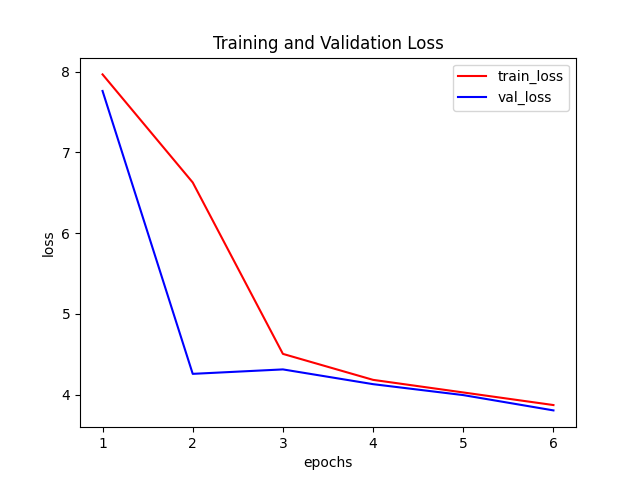 Training and Validation Loss
train_loss
val_loss
8
7
6
5
4
loss
1 2 3 4 5 6
epochs